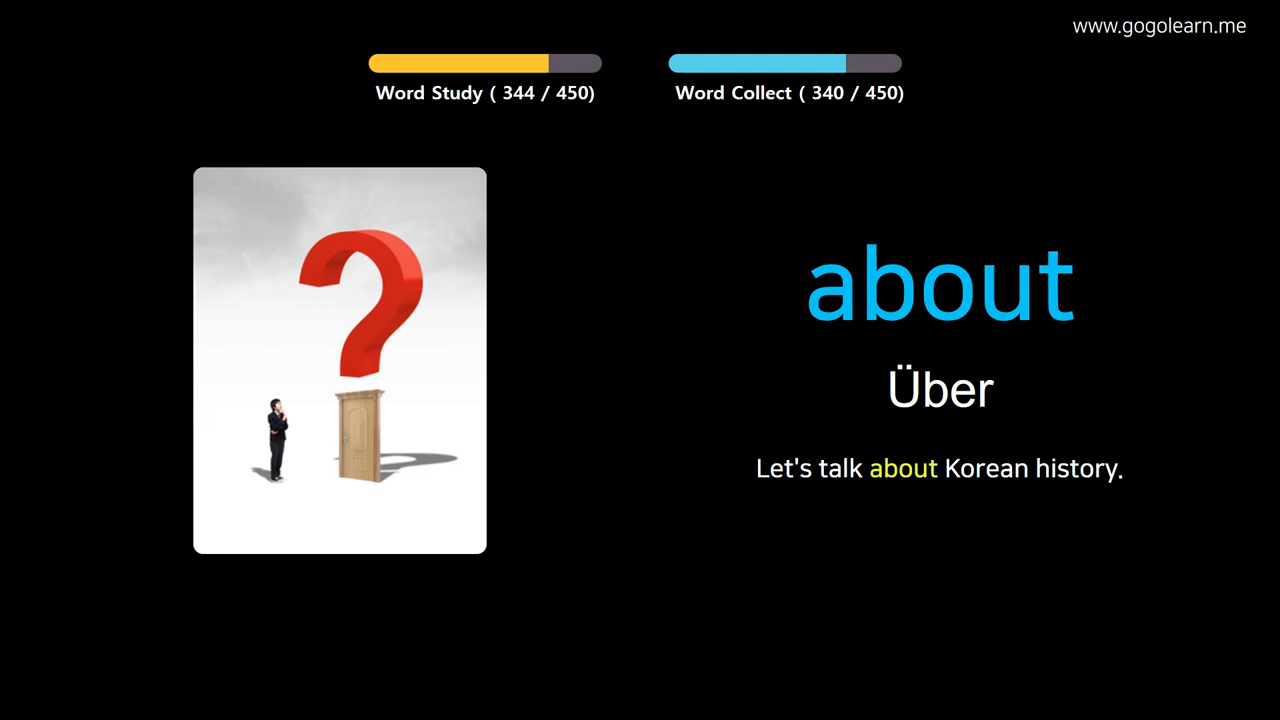 www.gogolearn.me
Word Study ( 344 / 450)
Word Collect ( 340 / 450)
about
Über
Let's talk about Korean history.